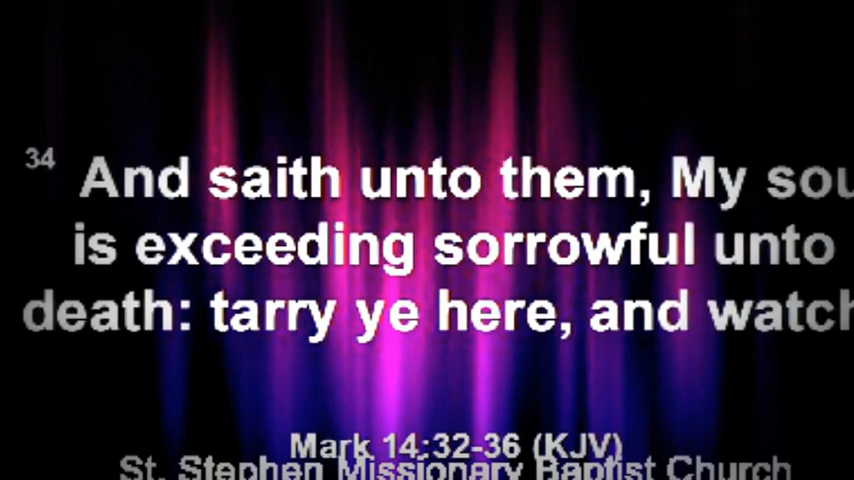 34 And saith unto them, My sou
is exceeding sorrowful unto
death: tarry ye here, and watch
Mark 14:32-36 (KJV)
St. Stephen Missionary Baptist Church